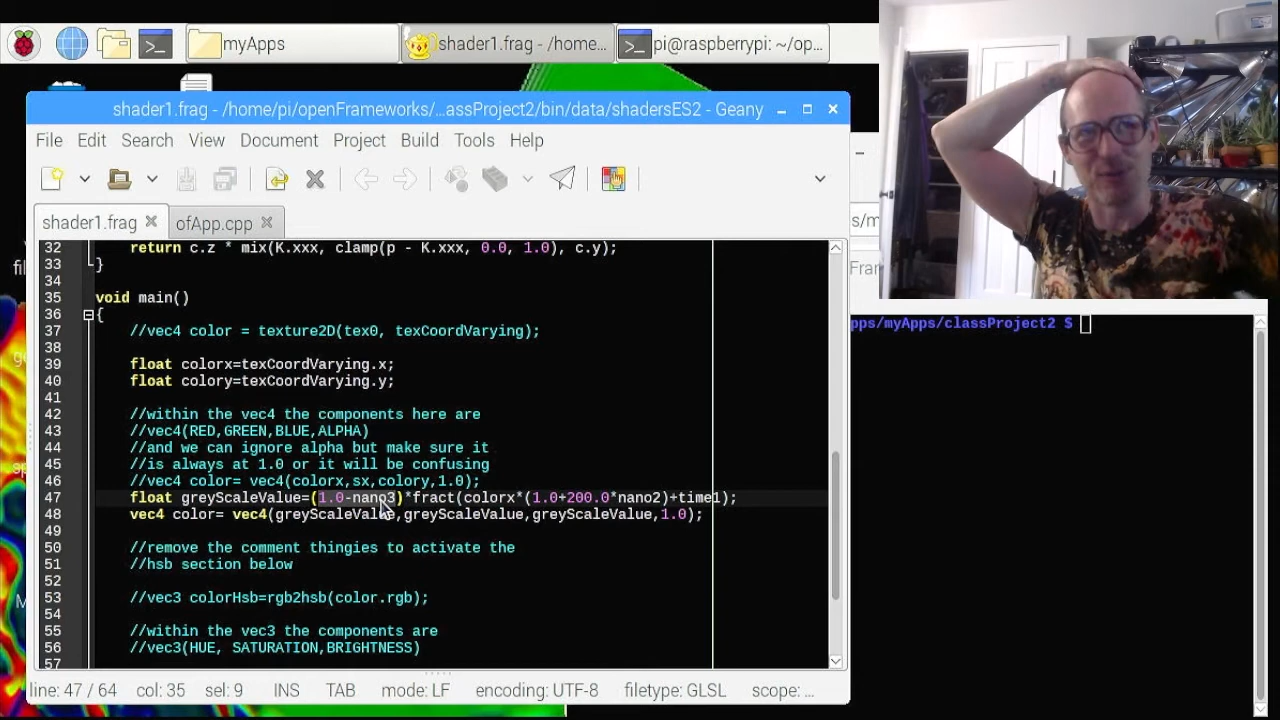 myApps
shader1.frag - /home...
pi@raspberrypi: ~/op...
shader1.frag - /home/pi/openFrameworks/...assProject2/bin/data/shadersES2 - Geany
File Edit Search View Document Project Build Tools Help
shader1.frag
ofApp.cpp
32 return c.z * mix(K.xxx, clamp(p - K.xxx, 0.0, 1.0), c.y);
33 }
34
35 void main()
36 {
37 //vec4 color = texture2D(tex0, texCoordVarying);
38
39 float colorx=texCoordVarying.x;
40 float colory=texCoordVarying.y;
41
42 //within the vec4 the components here are
43 //vec4(RED,GREEN,BLUE,ALPHA)
44 //and we can ignore alpha but make sure it
45 //is always at 1.0 or it will be confusing
46 //vec4 color= vec4(colorx,sx,colory,1.0);
47 float greyScaleValue=(1.0-nano3)*fract(colorx*(1.0+200.0*nano2)+time1);
48 vec4 color= vec4(greyScaleValue,greyScaleValue,greyScaleValue,1.0);
49
50 //remove the comment thingies to activate the
51 //hsb section below
52
53 //vec3 colorHsb=rgb2hsb(color.rgb);
54
55 //within the vec3 the components are
56 //vec3(HUE, SATURATION,BRIGHTNESS)
57
line: 47 / 64 col: 35 sel: 9 INS TAB mode: LF encoding: UTF-8 filetype: GLSL scope: ...
s/m
Fran
pps/myApps/classProject2 $